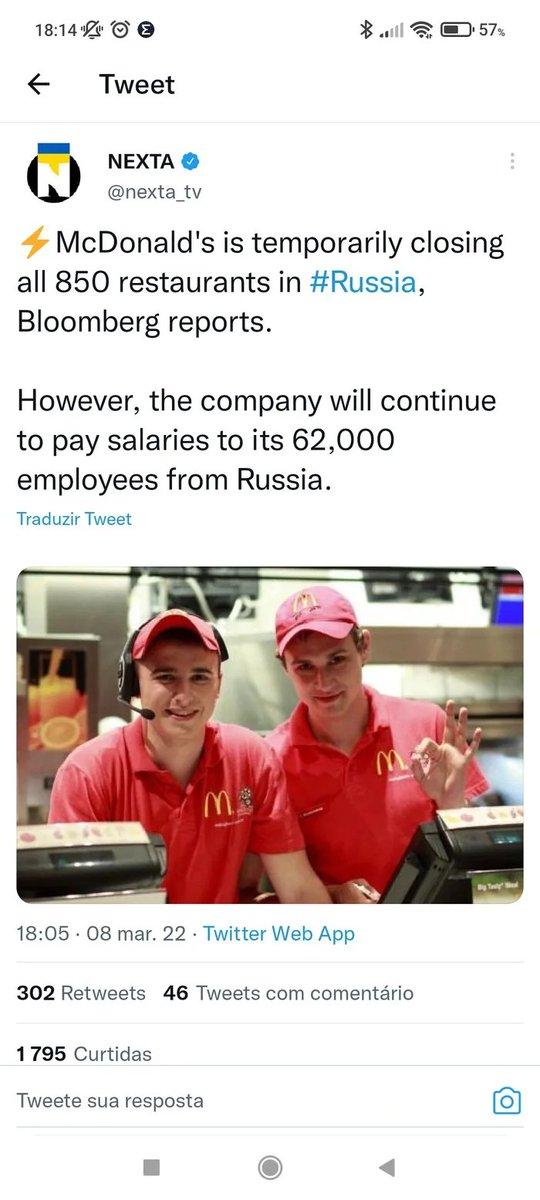 18:14 57%
Tweet
NEXTA
@nexta_tv
⚡McDonald's is temporarily closing
all 850 restaurants in #Russia,
Bloomberg reports.
However, the company will continue
to pay salaries to its 62,000
employees from Russia.
Traduzir Tweet
18:05 · 08 mar. 22 · Twitter Web App
302 Retweets 46 Tweets com comentário
1 795 Curtidas
Tweete sua resposta